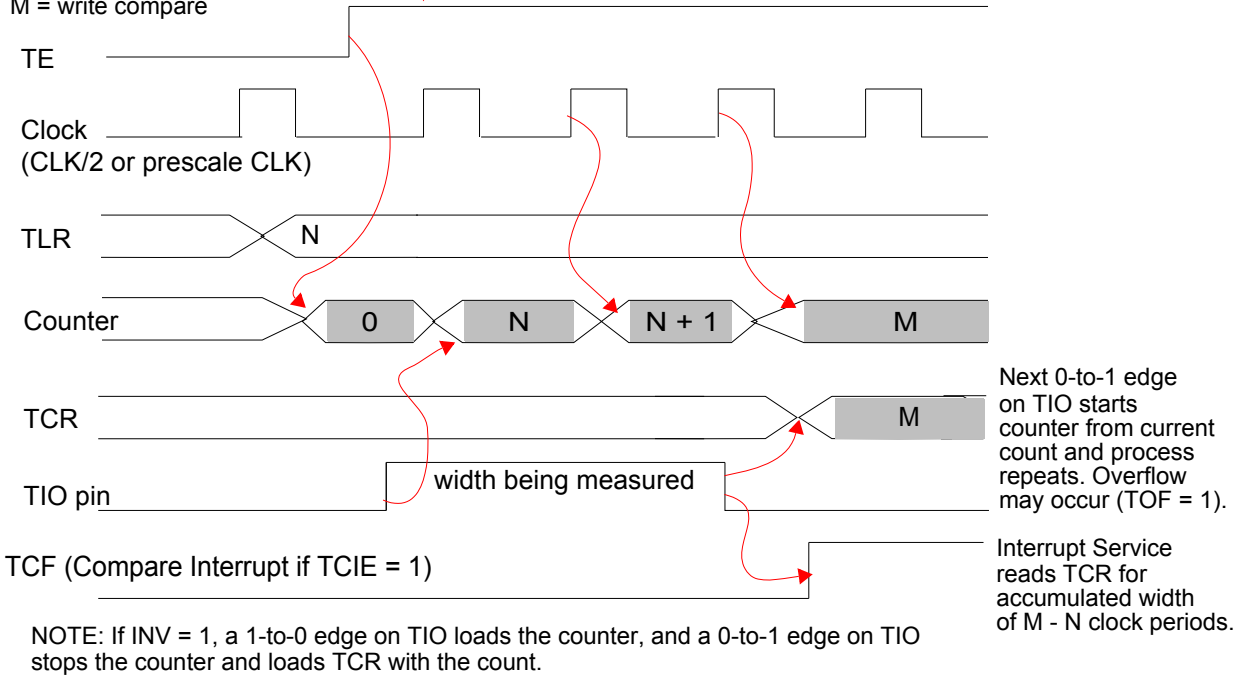 M = write compare
TE
Clock
(CLK/2 or prescale CLK)
TLR
N
Counter
0
N
N + 1
M
TCR
M
Next 0-to-1 edge
on TIO starts
counter from current
count and process
repeats. Overflow
may occur (TOF = 1).
TIO pin
width being measured
TCF (Compare Interrupt if TCIE = 1)
Interrupt Service
reads TCR for
accumulated width
of M - N clock periods.
NOTE: If INV = 1, a 1-to-0 edge on TIO loads the counter, and a 0-to-1 edge on TIO
stops the counter and loads TCR with the count.